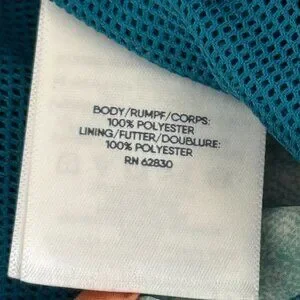 BODY/RUMPF/CORPS:
100% POLYESTER
LINING/FUTTER/DOUBLURE:
100% POLYESTER
RN 62830